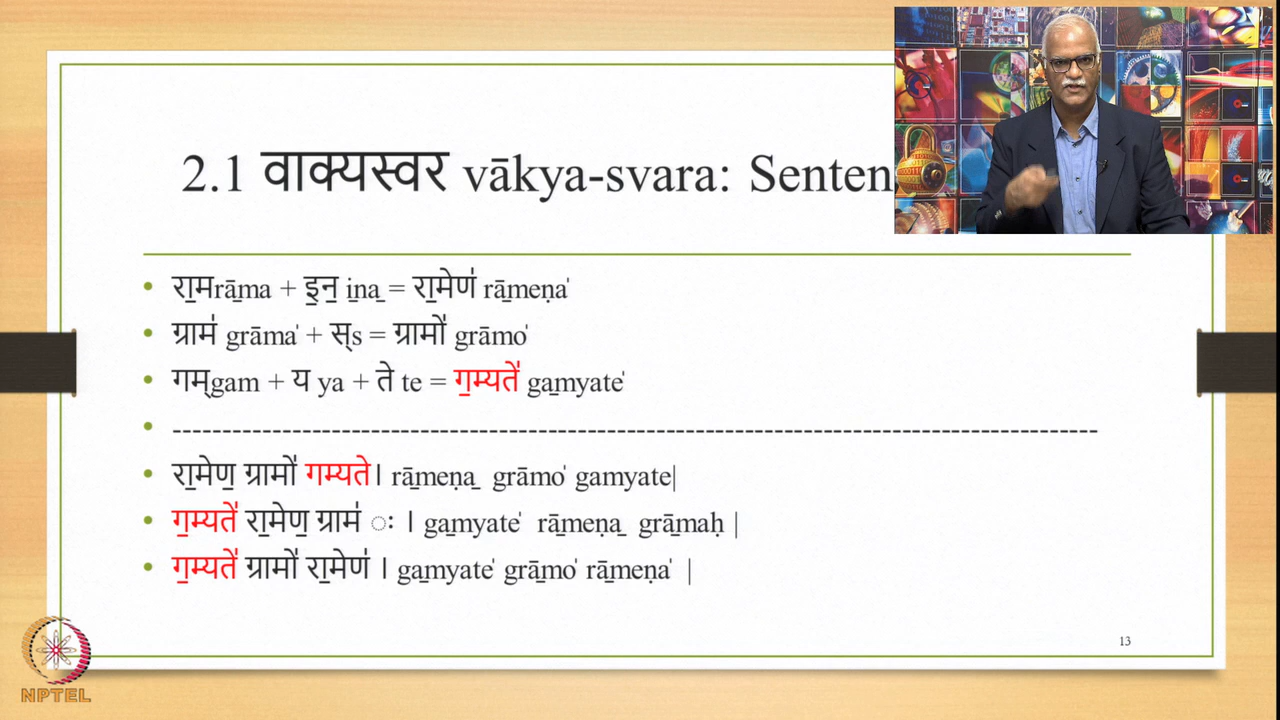 2.1 वाक्यस्वर vākya-svara: Senten
• रा॒मrā̱ma + इ॒न॒ i̱na̱ = रा॒मेण॑ rā̱meṇa̍
• ग्राम॑ grāma̍ + स्s = ग्रामो॑ grāmo̍
• गम्gam + य ya + ते te = ग॒म्यते॑ ga̱myate̍
• ---------------------------------------------------------------------------------------------
• रा॒मेण॒ ग्रामो॑ गम्यते। rā̱meṇa̱ grāmo̍ gamyate|
• ग॒म्यते॑ रा॒मेण॒ ग्राम॑ ः । ga̱myate̍ rā̱meṇa̱ grā̱maḥ |
• ग॒म्यते॑ ग्रामो॑ रा॒मेण॑ । ga̱myate̍ grā̱mo̍ rā̱meṇa̍ |
13
NPTEL